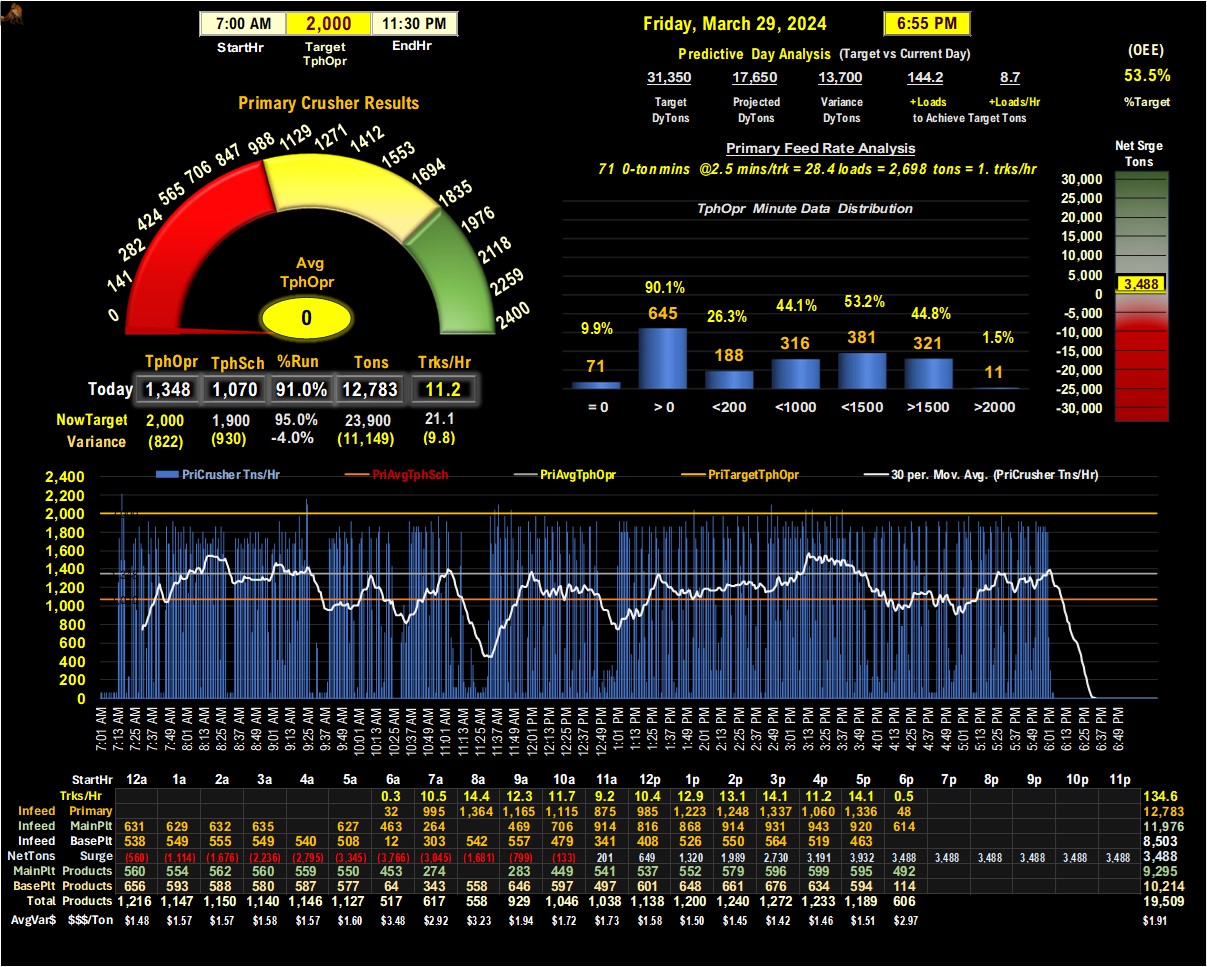 7:00 AM 2,000 11:30 PM
StartHr Target TphOpr EndHr
Friday, March 29, 2024 6:55 PM
Predictive Day Analysis (Target vs Current Day)
31,350 17,650 13,700 144.2 8.7
Target DyTons Projected DyTons Variance DyTons +Loads +Loads/Hr
to Achieve Target Tons
(OEE)
53.5%
%Target
Primary Crusher Results
0 141 282 424 565 706 847 988 1129 1271 1412 1553 1694 1835 1976 2118 2259 2400
Avg
TphOpr
0
TphOpr TphSch %Run Tons Trks/Hr
Today 1,348 1,070 91.0% 12,783 11.2
NowTarget 2,000 1,900 95.0% 23,900 21.1
Variance (822) (930) -4.0% (11,149) (9.8)
Primary Feed Rate Analysis
71 0-ton mins @2.5 mins/trk = 28.4 loads = 2,698 tons = 1. trks/hr
TphOpr Minute Data Distribution
9.9% 90.1% 26.3% 44.1% 53.2% 44.8% 1.5%
71 645 188 316 381 321 11
= 0 > 0 <200 <1000 <1500 >1500 >2000
Net Srge
Tons
30,000
25,000
20,000
15,000
10,000
5,000
3,488
0
-5,000
-10,000
-15,000
-20,000
-25,000
-30,000
PriCrusher Tns/Hr PriAvgTphSch PriAvgTphOpr PriTargetTphOpr 30 per. Mov. Avg. (PriCrusher Tns/Hr)
2,400
2,200
2,000
1,800
1,600
1,400
1,200
1,000
800
600
400
200
0
7:01 AM 7:13 AM 7:25 AM 7:37 AM 7:49 AM 8:01 AM 8:13 AM 8:25 AM 8:37 AM 8:49 AM 9:01 AM 9:13 AM 9:25 AM 9:37 AM 9:49 AM 10:01 AM 10:13 AM 10:25 AM 10:37 AM 10:49 AM 11:01 AM 11:13 AM 11:25 AM 11:37 AM 11:49 AM 12:01 PM 12:13 PM 12:25 PM 12:37 PM 12:49 PM 1:01 PM 1:13 PM 1:25 PM 1:37 PM 1:49 PM 2:01 PM 2:13 PM 2:25 PM 2:37 PM 2:49 PM 3:01 PM 3:13 PM 3:25 PM 3:37 PM 3:49 PM 4:01 PM 4:13 PM 4:25 PM 4:37 PM 4:49 PM 5:01 PM 5:13 PM 5:25 PM 5:37 PM 5:49 PM 6:01 PM 6:13 PM 6:25 PM 6:37 PM 6:49 PM
StartHr 12a 1a 2a 3a 4a 5a 6a 7a 8a 9a 10a 11a 12p 1p 2p 3p 4p 5p 6p 7p 8p 9p 10p 11p
Trks/Hr 0.3 10.5 14.4 12.3 11.7 9.2 10.4 12.9 13.1 14.1 11.2 14.1 0.5 134.6
Infeed Primary 32 995 1,364 1,165 1,115 875 985 1,223 1,248 1,337 1,060 1,336 48 12,783
Infeed MainPlt 631 629 632 635 627 463 264 469 706 914 816 868 914 931 943 920 614 11,976
Infeed BasePlt 538 549 555 549 540 508 12 303 542 557 479 341 408 526 550 564 519 463 8,503
NetTons Surge (560) (1,114) (1,676) (2,236) (2,795) (3,345) (3,766) (3,045) (1,681) (799) (133) 201 649 1,320 1,989 2,730 3,191 3,932 3,488 3,488 3,488 3,488 3,488 3,488 3,488
MainPlt Products 560 554 562 560 559 550 453 274 283 449 541 537 552 579 596 599 595 492 9,295
BasePlt Products 656 593 588 580 587 577 64 343 558 646 597 497 601 648 661 676 634 594 114 10,214
Total Products 1,216 1,147 1,150 1,140 1,146 1,127 517 617 558 929 1,046 1,038 1,138 1,200 1,240 1,272 1,233 1,189 606 19,509
AvgVar$ $$$/Ton $1.48 $1.57 $1.57 $1.58 $1.57 $1.60 $3.48 $2.92 $3.23 $1.94 $1.72 $1.73 $1.58 $1.50 $1.45 $1.42 $1.46 $1.51 $2.97 $1.91